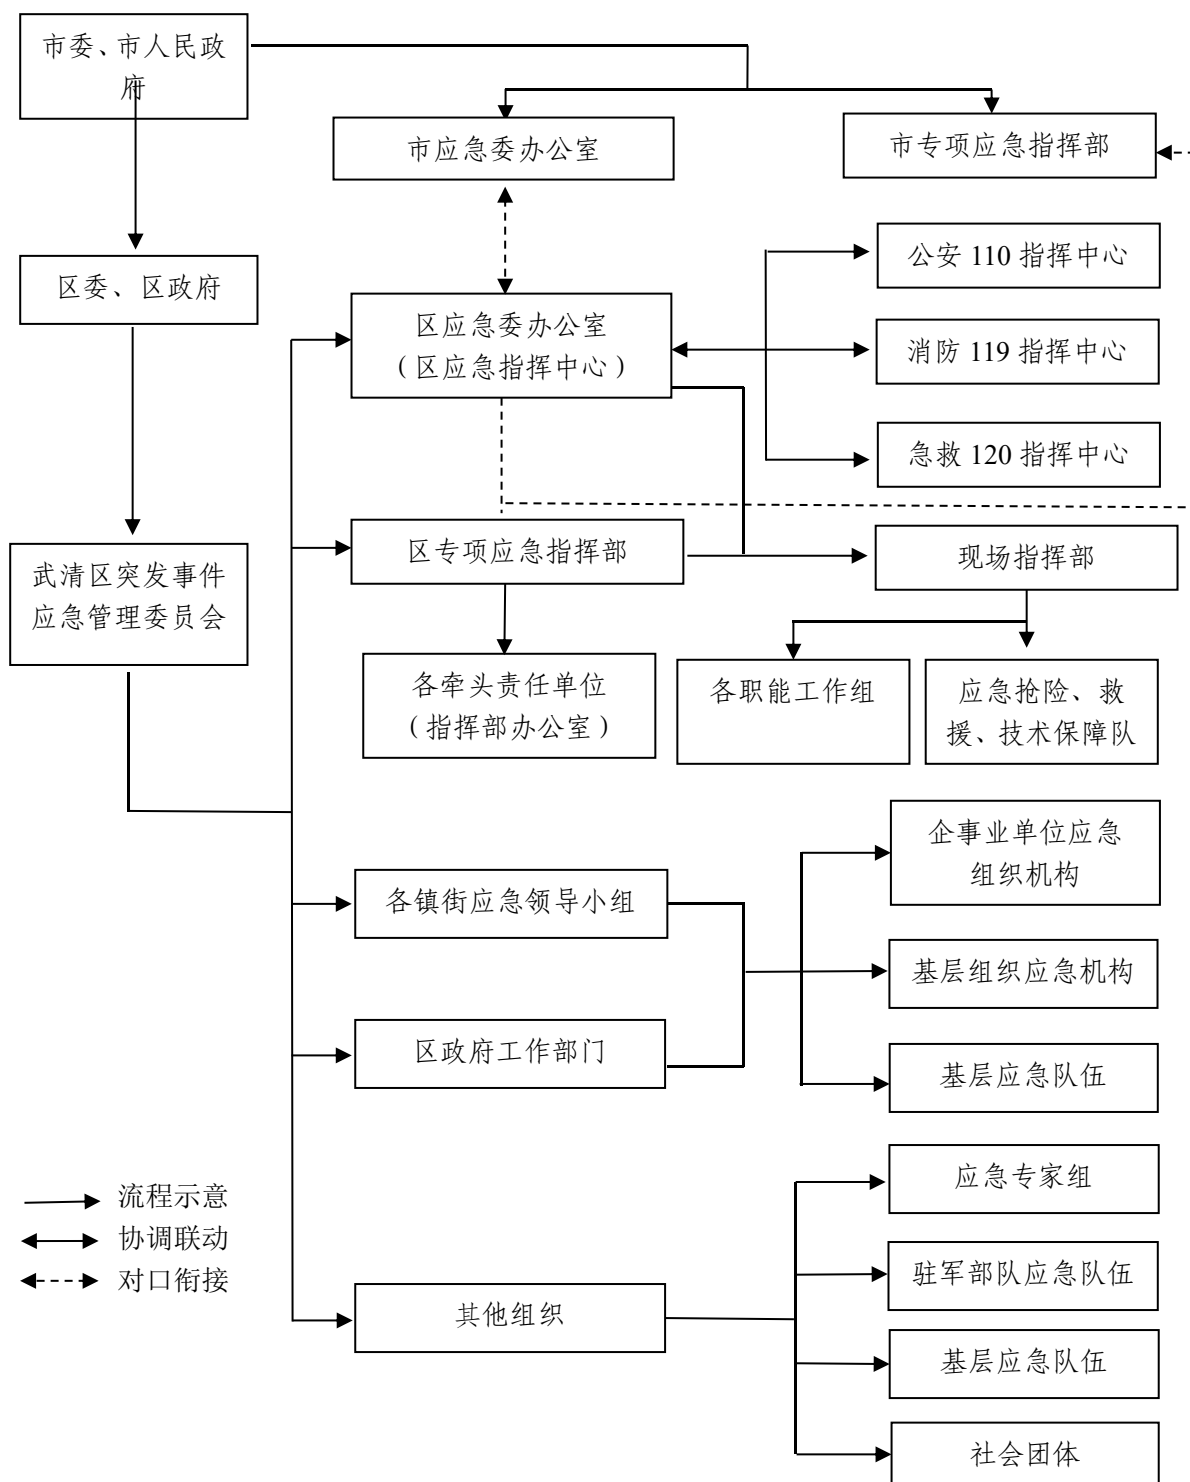 市委、市人民政
府
市应急委办公室
市专项应急指挥部
公安 110 指挥中心
区委、区政府
区应急委办公室
（区应急指挥中心）
消防 119 指挥中心
急救 120 指挥中心
武清区突发事件
应急管理委员会
区专项应急指挥部
现场指挥部
各牵头责任单位
（指挥部办公室）
各职能工作组
应急抢险、救
援、技术保障队
企事业单位应急
组织机构
各镇街应急领导小组
基层组织应急机构
区政府工作部门
基层应急队伍
应急专家组
流程示意
协调联动
对口衔接
驻军部队应急队伍
其他组织
基层应急队伍
社会团体